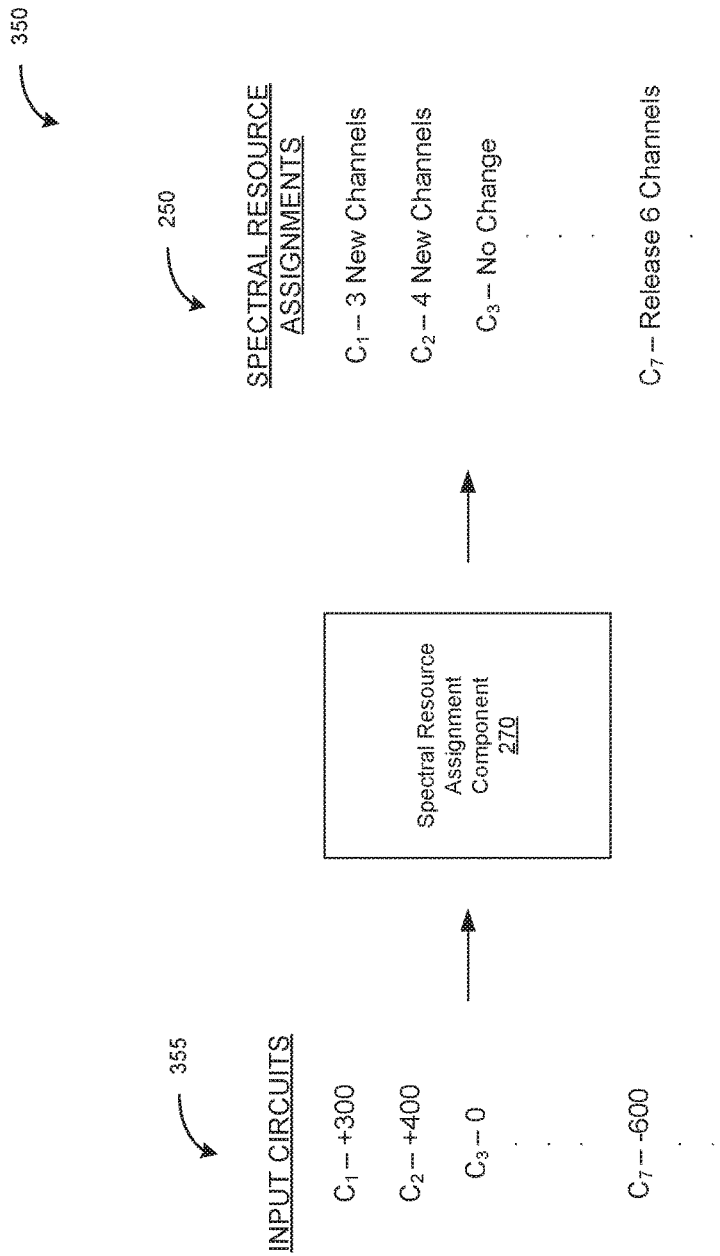 350
355
INPUT CIRCUITS
C₁ – +300
C₂ – +400
C₃ – 0
. . .
C₇ – -600
. . .
Spectral Resource
Assignment
Component
270
250
SPECTRAL RESOURCE
ASSIGNMENTS
C₁ – 3 New Channels
C₂ – 4 New Channels
C₃ – No Change
. . .
C₇ – Release 6 Channels
. . .